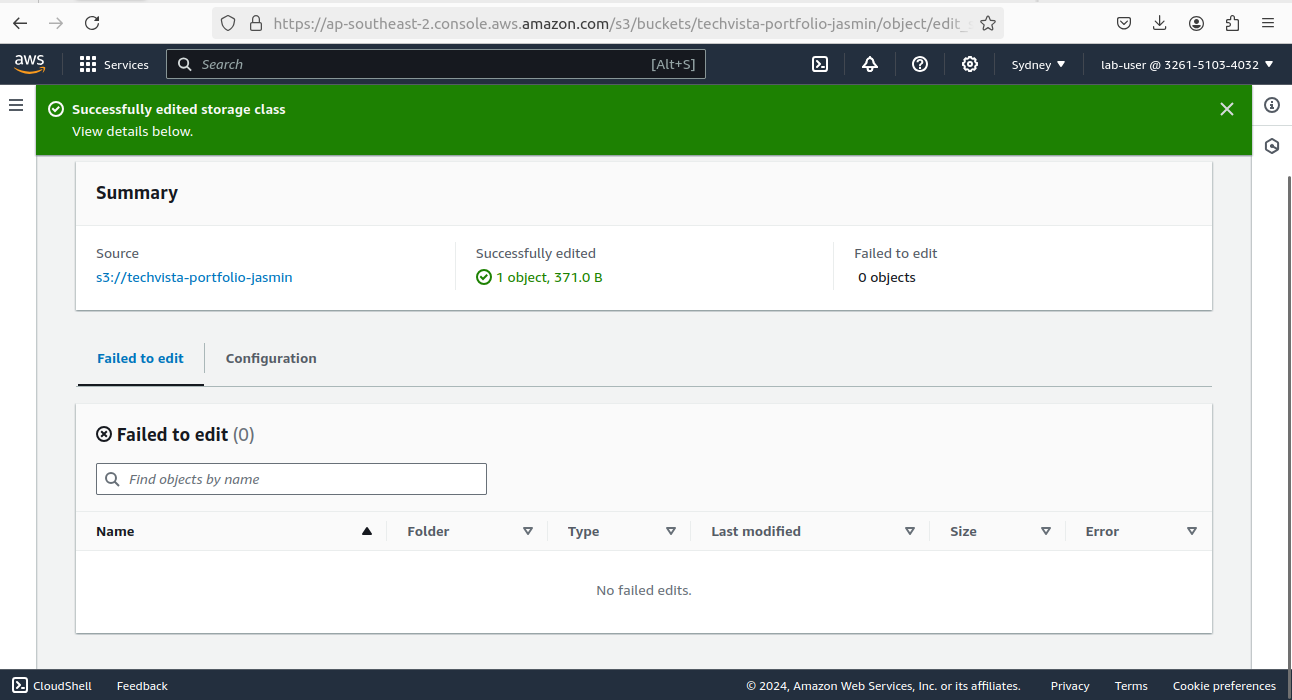 https://ap-southeast-2.console.aws.amazon.com/s3/buckets/techvista-portfolio-jasmin/object/edit_
aws
Services
Search
[Alt+S]
Sydney
lab-user @ 3261-5103-4032
Successfully edited storage class
View details below.
Summary
Source
Successfully edited
Failed to edit
s3://techvista-portfolio-jasmin
1 object, 371.0 B
0 objects
Failed to edit
Configuration
Failed to edit (0)
Find objects by name
Name
Folder
Type
Last modified
Size
Error
No failed edits.
CloudShell
Feedback
© 2024, Amazon Web Services, Inc. or its affiliates.
Privacy
Terms
Cookie preferences